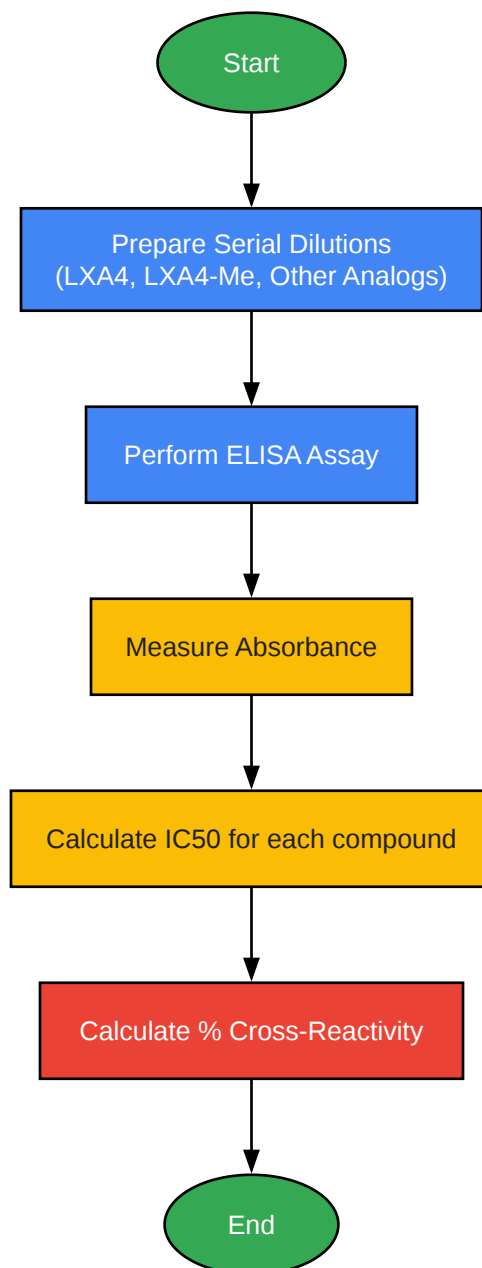 Start
Prepare Serial Dilutions
(LXA4, LXA4-Me, Other Analogs)
Perform ELISA Assay
Measure Absorbance
Calculate IC50 for each compound
Calculate % Cross-Reactivity
End